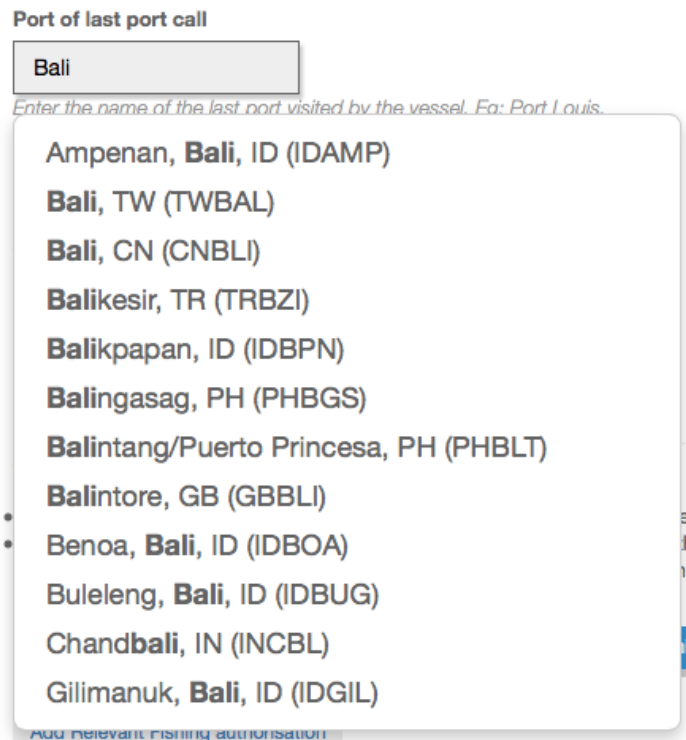 Port of last port call
Bali
Enter the name of the last port visited by the vessel. Eg: Port Louis.
Ampenan, Bali, ID (IDAMP)
Bali, TW (TWBAL)
Bali, CN (CNBLI)
Balikesir, TR (TRBZI)
Balikpapan, ID (IDBPN)
Balingasag, PH (PHBGS)
Balintang/Puerto Princesa, PH (PHBLT)
Balintore, GB (GBBLI)
Benoa, Bali, ID (IDBOA)
Buleleng, Bali, ID (IDBUG)
Chandbali, IN (INCBL)
Gilimanuk, Bali, ID (IDGIL)
Add Relevant Fishing authorisation